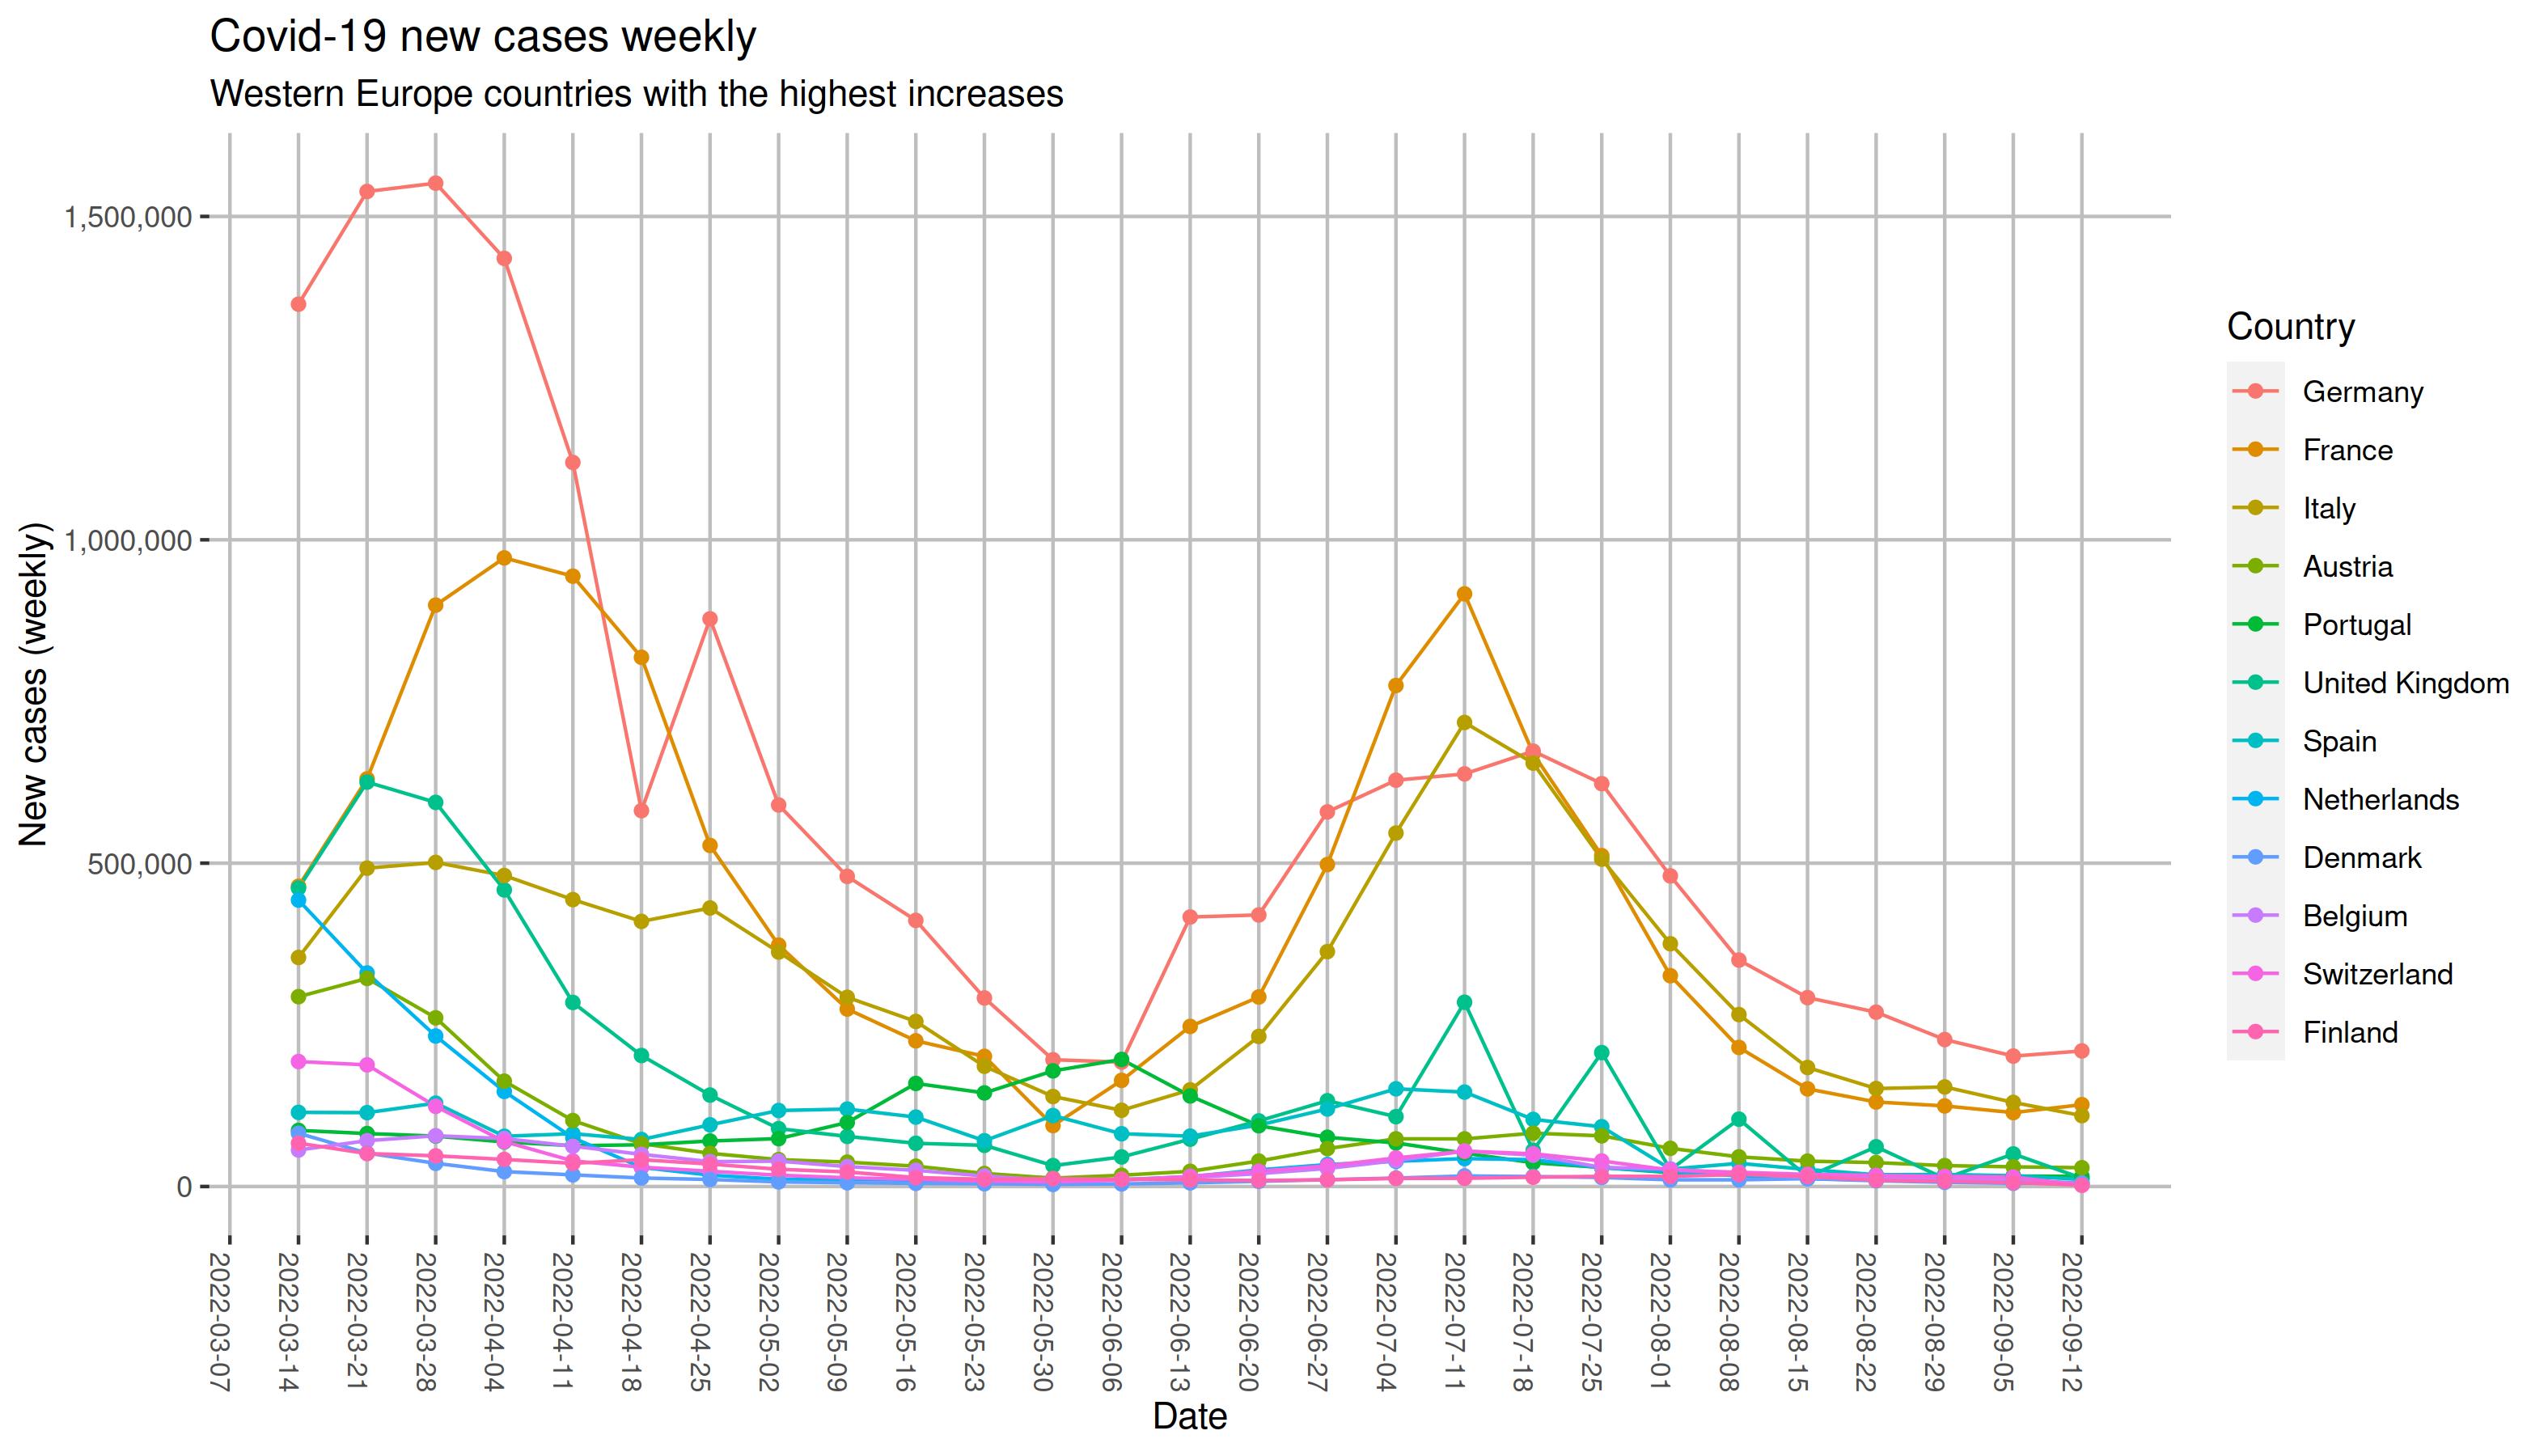 Covid-19 new cases weekly
Western Europe countries with the highest increases
New cases (weekly)
1,500,000
1,000,000
500,000
0
2022-03-07
2022-03-14
2022-03-21
2022-03-28
2022-04-04
2022-04-11
2022-04-18
2022-04-25
2022-05-02
2022-05-09
2022-05-16
2022-05-23
2022-05-30
2022-06-06
2022-06-13
2022-06-20
2022-06-27
2022-07-04
2022-07-11
2022-07-18
2022-07-25
2022-08-01
2022-08-08
2022-08-15
2022-08-22
2022-08-29
2022-09-05
2022-09-12
Date
Country
Germany
France
Italy
Austria
Portugal
United Kingdom
Spain
Netherlands
Denmark
Belgium
Switzerland
Finland